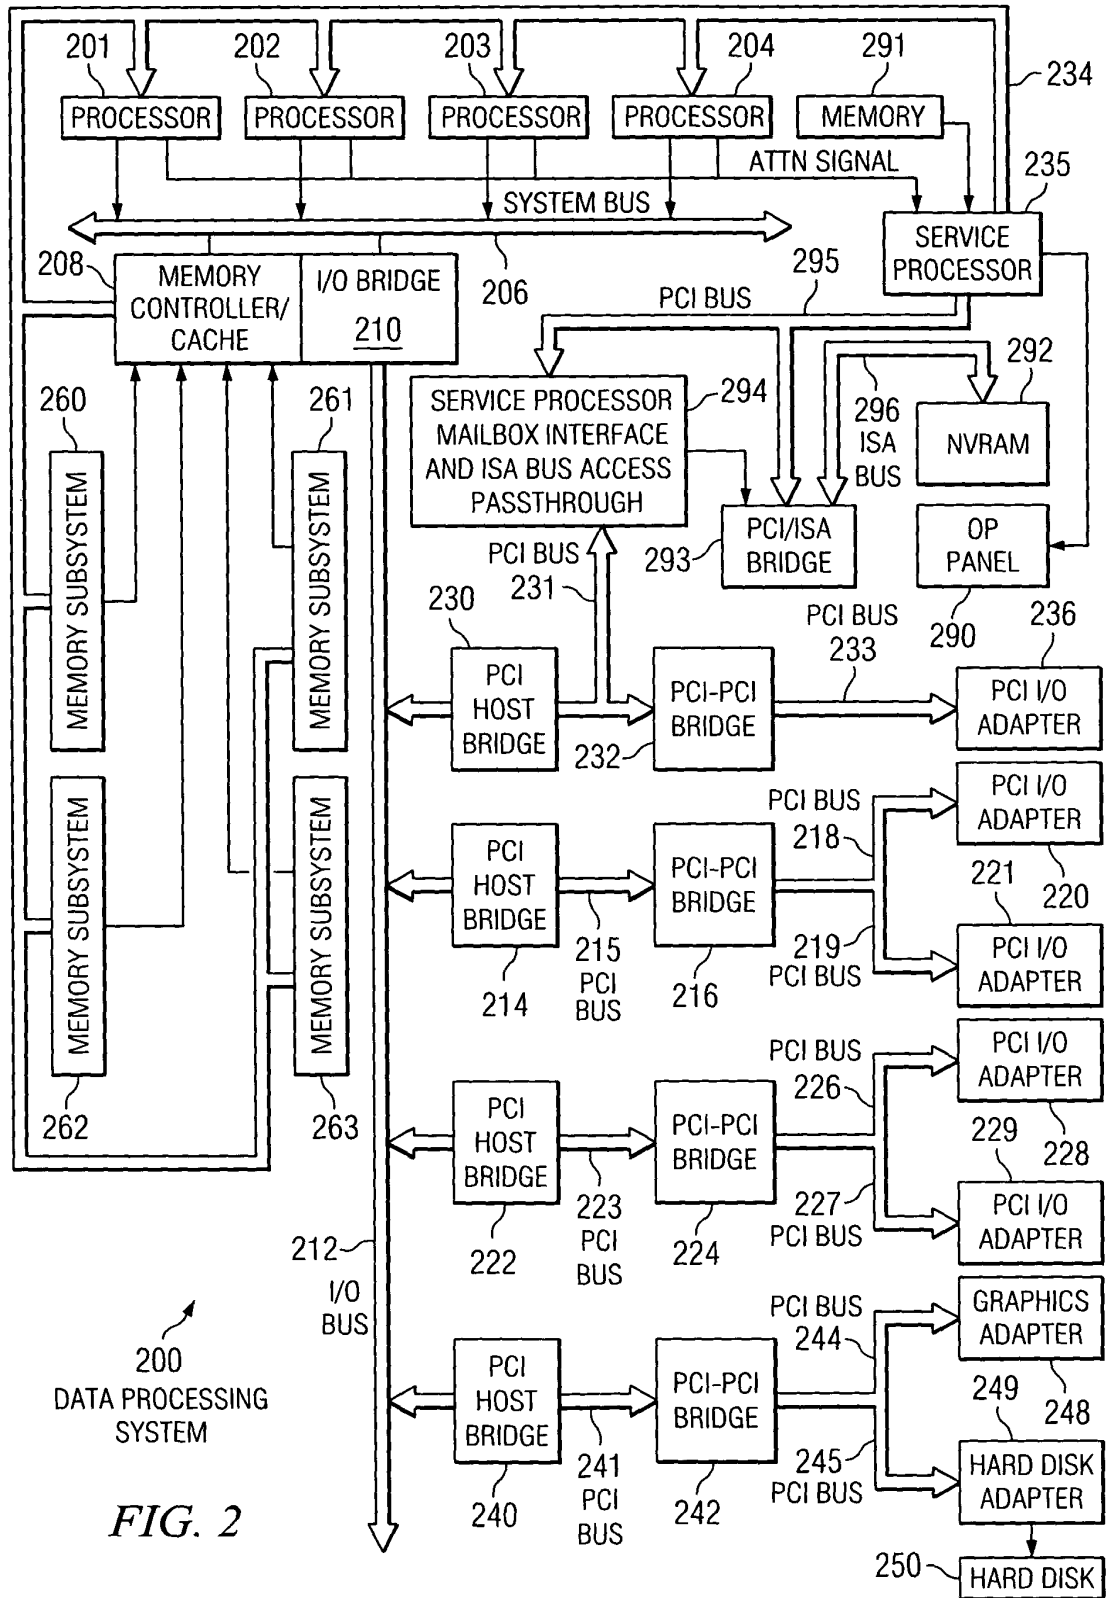 201
202
203
204
291
234
PROCESSOR
PROCESSOR
PROCESSOR
PROCESSOR
MEMORY
ATTN SIGNAL
235
SYSTEM BUS
SERVICE
PROCESSOR
208
MEMORY
CONTROLLER/
CACHE
I/O BRIDGE
210
206
295
PCI BUS
260
261
SERVICE PROCESSOR
MAILBOX INTERFACE
AND ISA BUS ACCESS
PASSTHROUGH
294
296
ISA
BUS
292
NVRAM
MEMORY SUBSYSTEM
MEMORY SUBSYSTEM
PCI BUS
231
293
PCI/ISA
BRIDGE
OP
PANEL
290
230
PCI
HOST
BRIDGE
PCI-PCI
BRIDGE
232
PCI BUS
233
236
PCI I/O
ADAPTER
MEMORY SUBSYSTEM
MEMORY SUBSYSTEM
262
263
PCI
HOST
BRIDGE
214
215
PCI
BUS
PCI-PCI
BRIDGE
216
PCI BUS
218
PCI I/O
ADAPTER
220
221
219
PCI BUS
PCI I/O
ADAPTER
PCI
HOST
BRIDGE
222
223
PCI
BUS
PCI-PCI
BRIDGE
224
PCI BUS
226
PCI I/O
ADAPTER
228
229
227
PCI BUS
PCI I/O
ADAPTER
212
I/O
BUS
PCI
HOST
BRIDGE
240
241
PCI
BUS
PCI-PCI
BRIDGE
242
PCI BUS
244
GRAPHICS
ADAPTER
248
249
245
PCI BUS
HARD DISK
ADAPTER
250
HARD DISK
200
DATA PROCESSING
SYSTEM
FIG. 2